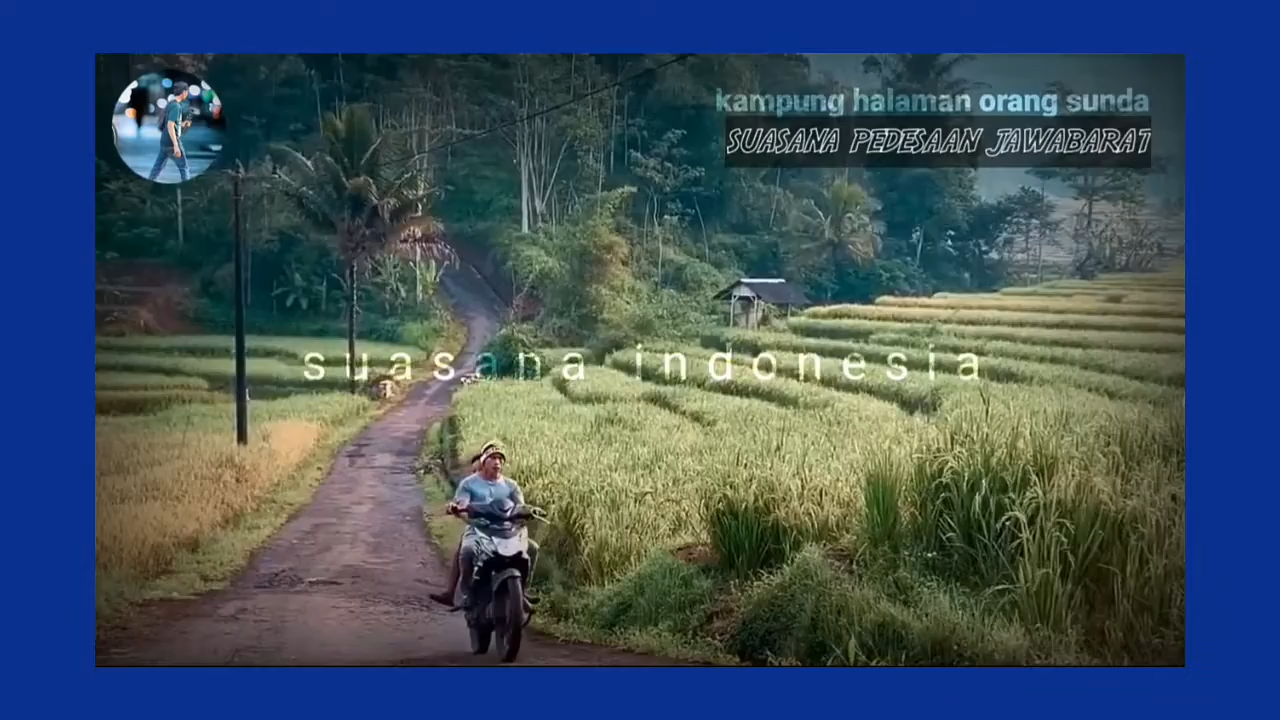 kampung halaman orang sunda
SUASANA PEDESAAN JAWABARAT
suasana indonesia